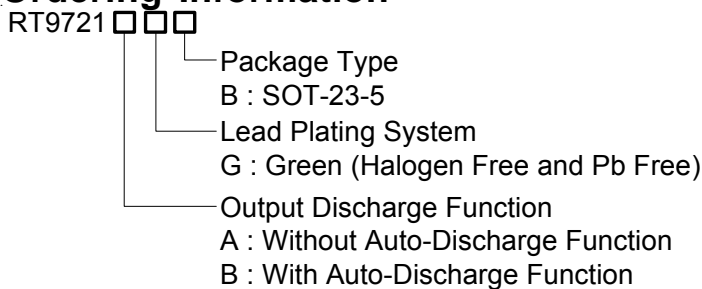 Ordering Information
RT9721
Package Type
B : SOT-23-5
Lead Plating System
G : Green (Halogen Free and Pb Free)
Output Discharge Function
A : Without Auto-Discharge Function
B : With Auto-Discharge Function